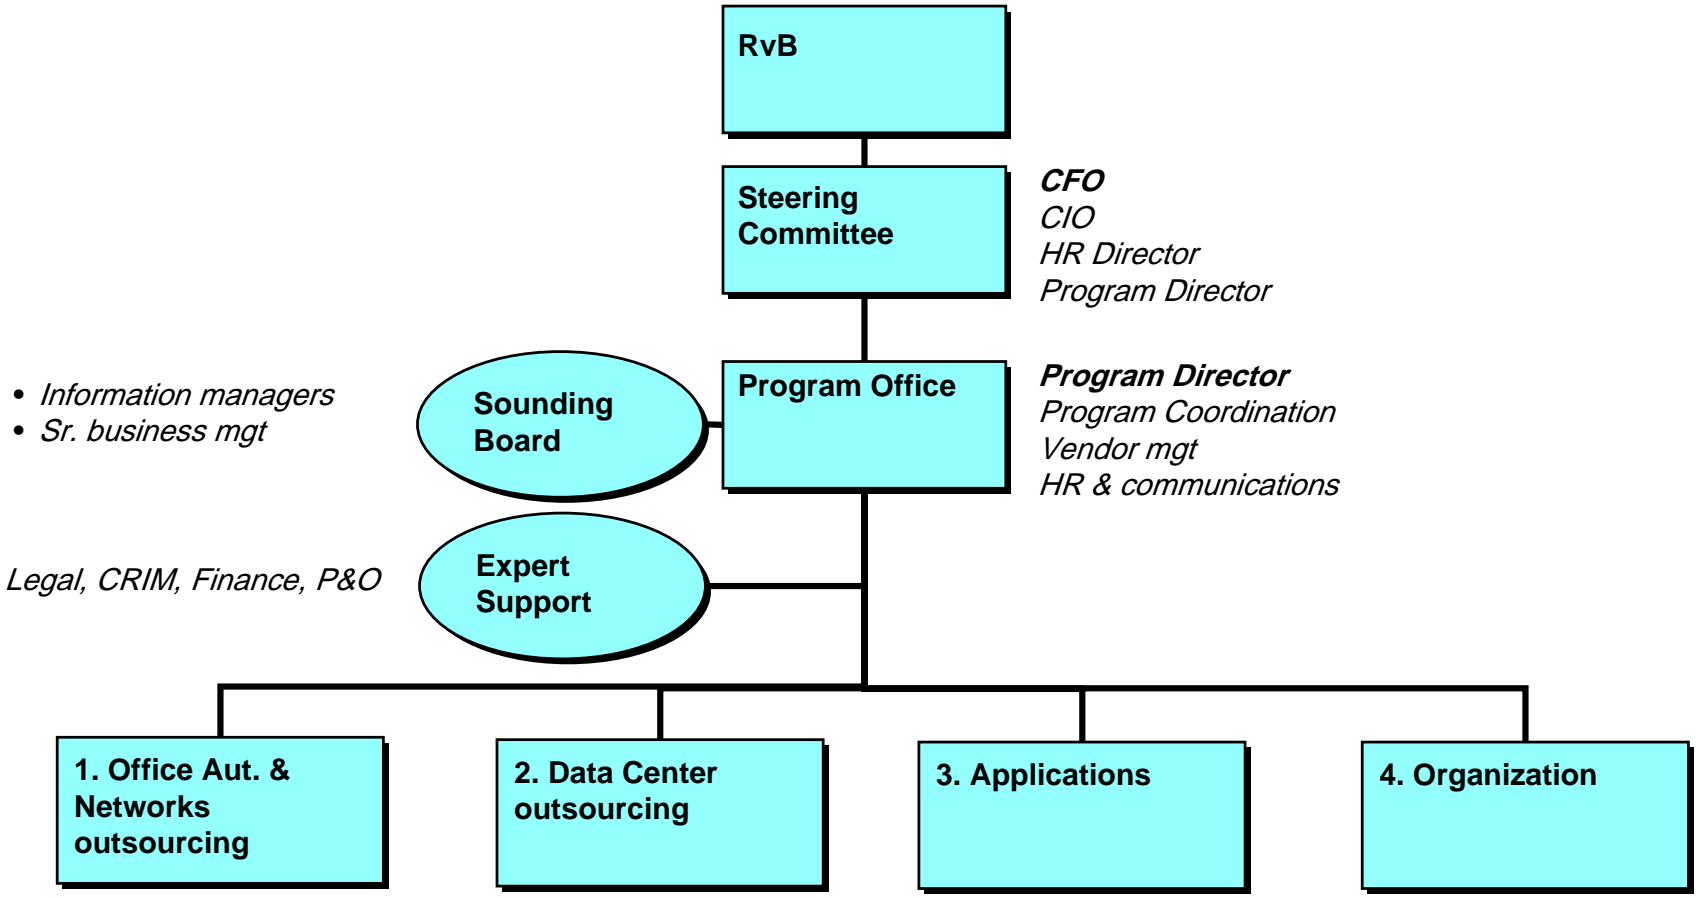 RvB
Steering
Committee
CFO
CIO
HR Director
Program Director
Program Office
Program Director
Program Coordination
Vendor mgt
HR & communications
• Information managers
• Sr. business mgt
Sounding
Board
Legal, CRIM, Finance, P&O
Expert
Support
1. Office Aut. &
Networks
outsourcing
2. Data Center
outsourcing
3. Applications
4. Organization